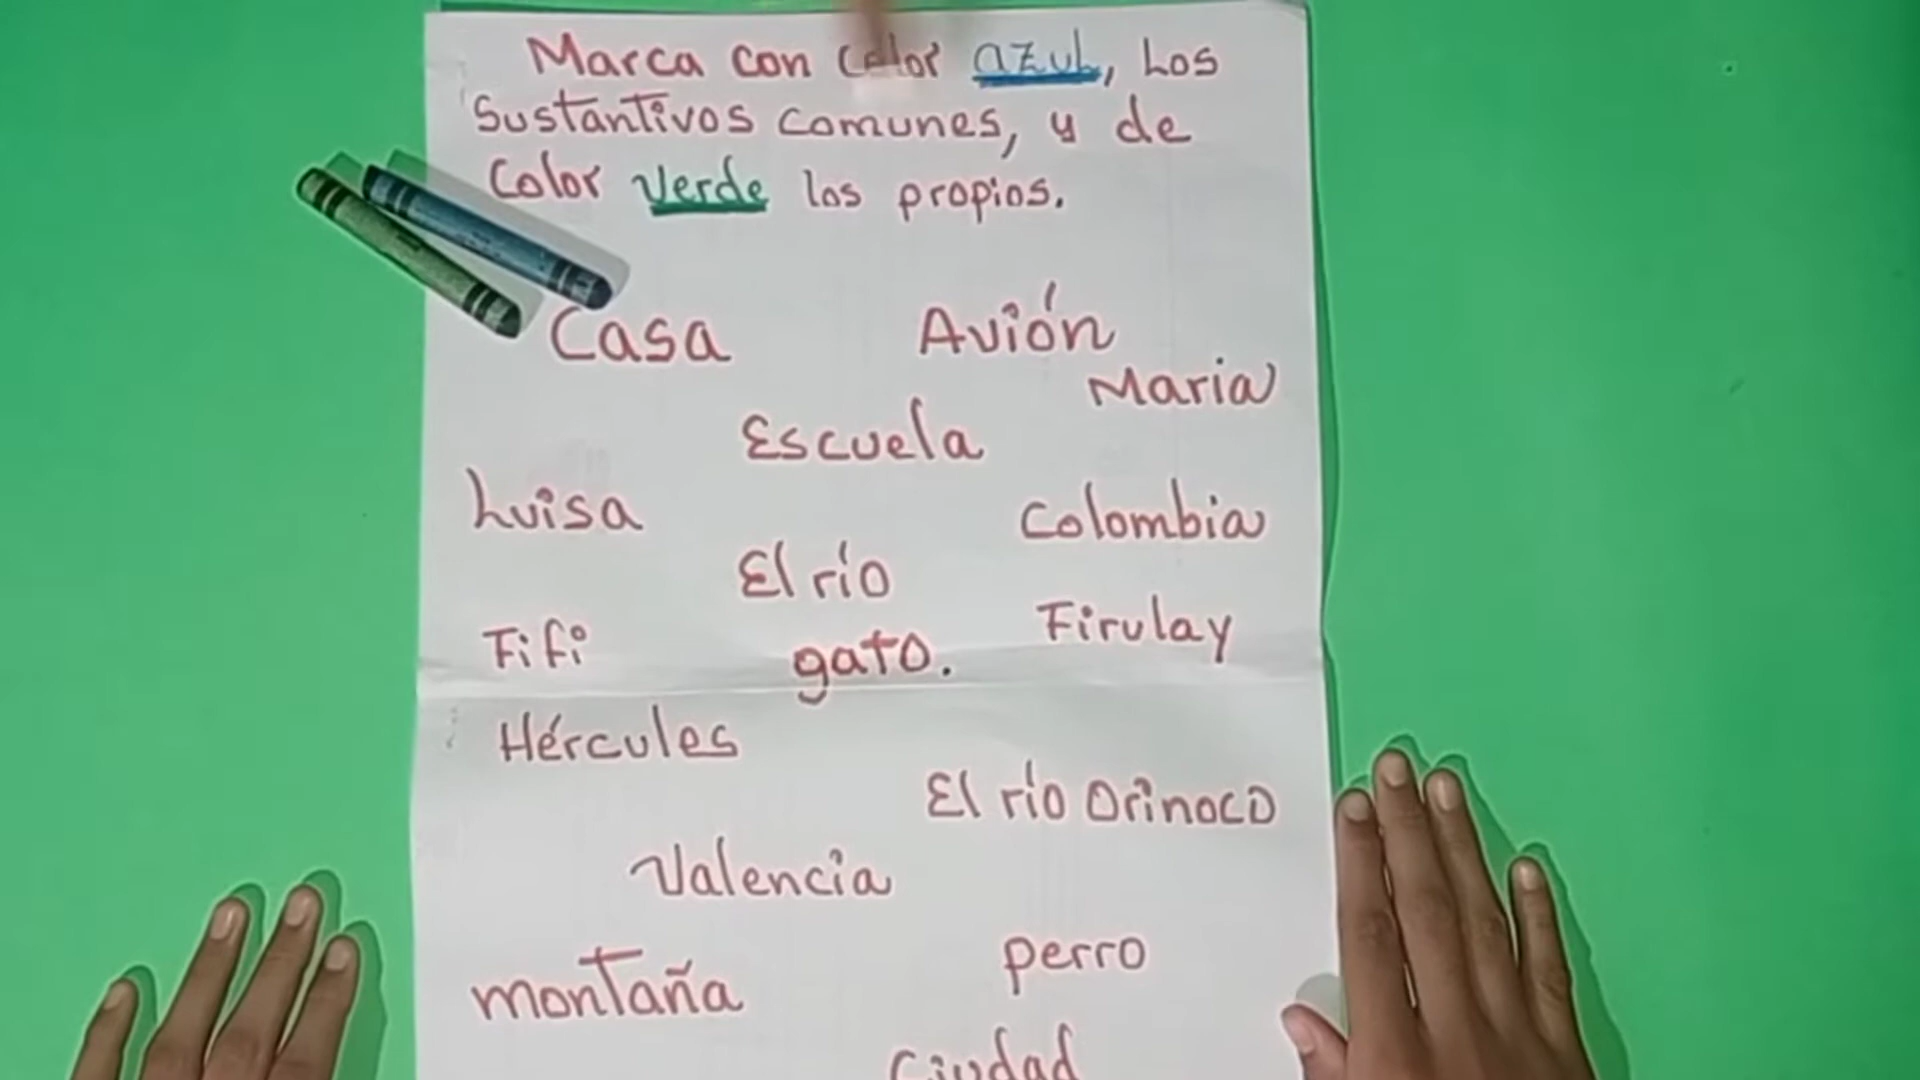 Marca con Color azul, Los
Sustantivos comunes, y de
Color Verde los propios.
Casa Avión
Maria
Escuela
Luisa
Colombia
El río
Firulay
Fifi
gato.
Hércules
El río Orinoco
Valencia
perro
montaña
Ciudad